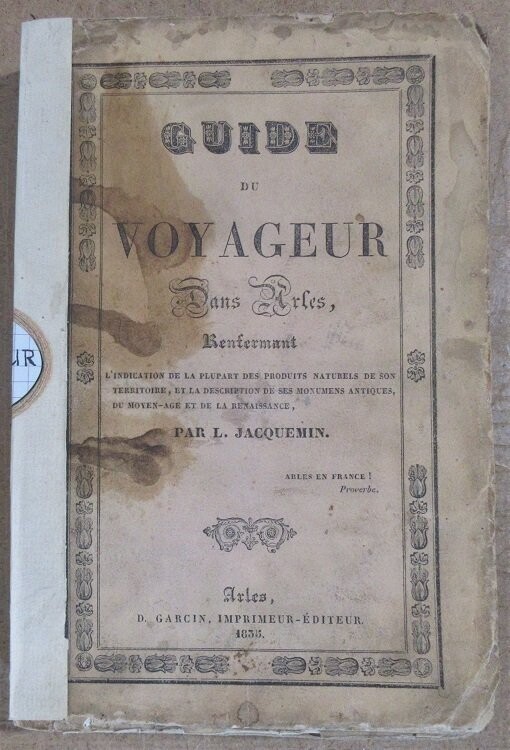 GUIDE
DU
VOYAGEUR
Dans Arles,
Renfermant
L'INDICATION DE LA PLUPART DES PRODUITS NATURELS DE SON
TERRITOIRE, ET LA DESCRIPTION DE SES MONUMENS ANTIQUES,
DU MOYEN-AGE ET DE LA RENAISSANCE,
PAR L. JACQUEMIN.
ARLES EN FRANCE!
Proverbe.
Arles,
D. GARCIN, IMPRIMEUR-ÉDITEUR.
UR